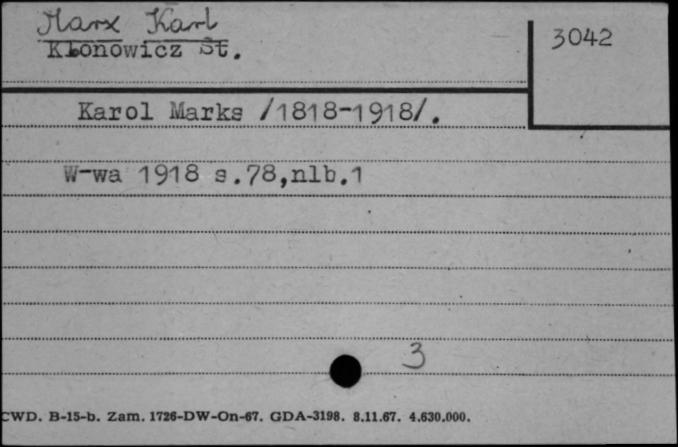 Marx Karl
Klonowicz St.
3042
Karol Marks /1818-1918/.
W-wa 1918 s.78,nlb.1
3
CWD. B-15-b. Zam. 1726-DW-On-67. GDA-3198. 8.11.67. 4.630.000.